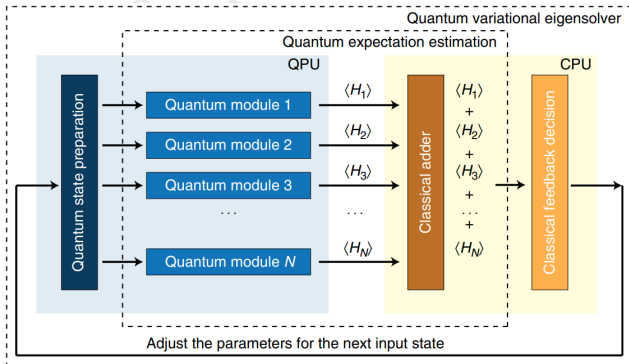 Quantum variational eigensolver
Quantum expectation estimation
QPU
CPU
Quantum state preparation
Quantum module 1
Quantum module 2
Quantum module 3
...
Quantum module N
⟨H₁⟩
⟨H₂⟩
⟨H₃⟩
...
⟨H_N⟩
Classical adder
⟨H₁⟩
+
⟨H₂⟩
+
⟨H₃⟩
+
...
+
⟨H_N⟩
Classical feedback decision
Adjust the parameters for the next input state